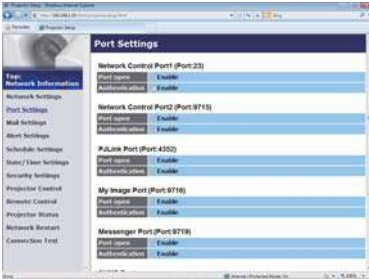 Port Settings
Network Control Port1 (Port:23)
Port open Enable
Authentication Enable
Network Control Port2 (Port:9715)
Port open Enable
Authentication Enable
PJLink Port (Port:4352)
Port open Enable
Authentication Enable
My Image Port (Port:9716)
Port open Enable
Authentication Enable
Messenger Port (Port:9719)
Port open Enable
Authentication Enable
Top:
Network Information
Network Settings
Port Settings
Mail Settings
Alert Settings
Schedule Settings
Date/Time Settings
Security Settings
Projector Control
Remote Control
Projector Status
Network Restart
Connection Test